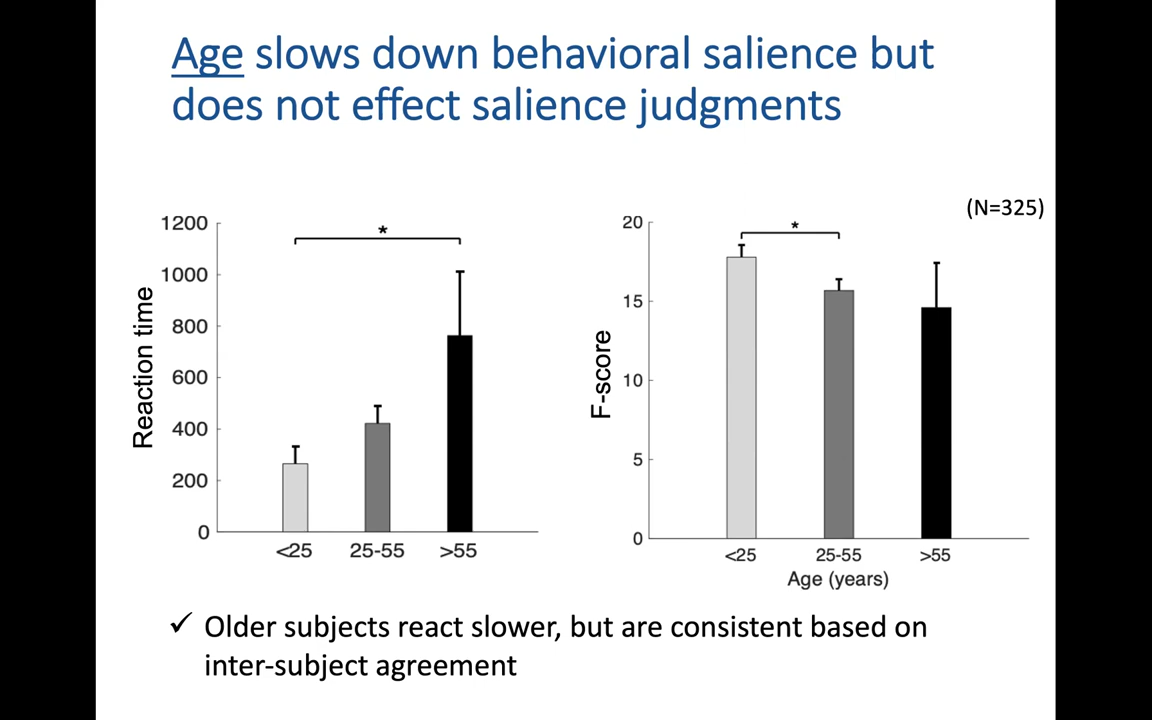 Age slows down behavioral salience but
does not effect salience judgments
(N=325)
Reaction time
1200
1000
800
600
400
200
0
*
<25 25-55 >55
F-score
20
15
10
5
0
*
<25 25-55 >55
Age (years)
✓ Older subjects react slower, but are consistent based on
inter-subject agreement